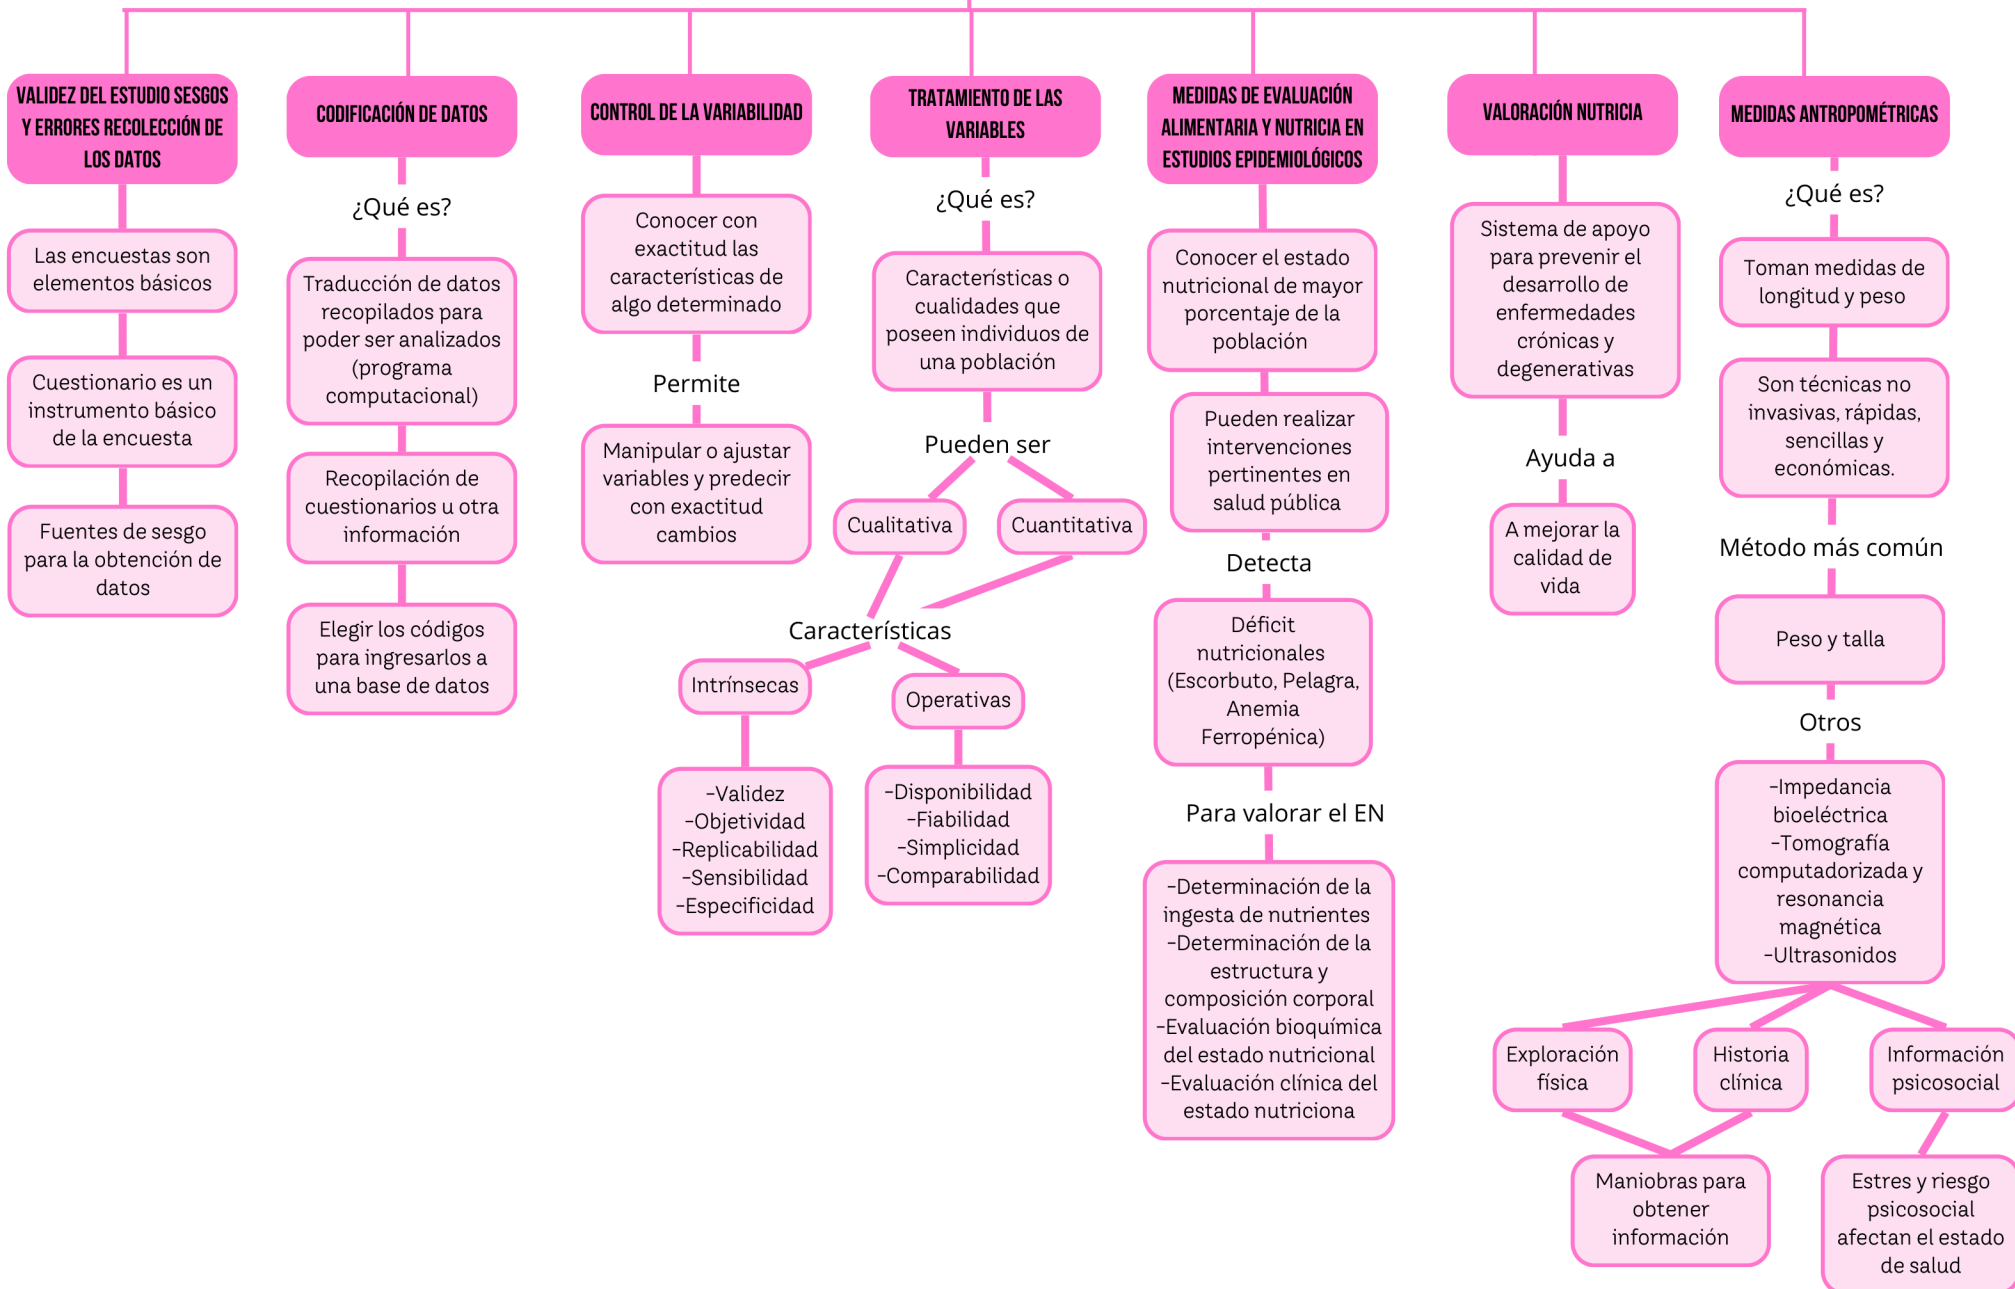 VALIDEZ DEL ESTUDIO SESGOS
Y ERRORES RECOLECCIÓN DE
LOS DATOS
Las encuestas son
elementos básicos
Cuestionario es un
instrumento básico
de la encuesta
Fuentes de sesgo
para la obtención de
datos
CODIFICACIÓN DE DATOS
¿Qué es?
Traducción de datos
recopilados para
poder ser analizados
(programa
computacional)
Recopilación de
cuestionarios u otra
información
Elegir los códigos
para ingresarlos a
una base de datos
CONTROL DE LA VARIABILIDAD
Conocer con
exactitud las
características de
algo determinado
Permite
Manipular o ajustar
variables y predecir
con exactitud
cambios
TRATAMIENTO DE LAS
VARIABLES
¿Qué es?
Características o
cualidades que
poseen individuos de
una población
Pueden ser
Cualitativa
Cuantitativa
Características
Intrínsecas
-Validez
-Objetividad
-Replicabilidad
-Sensibilidad
-Especificidad
Operativas
-Disponibilidad
-Fiabilidad
-Simplicidad
-Comparabilidad
MEDIDAS DE EVALUACIÓN
ALIMENTARIA Y NUTRICIA EN
ESTUDIOS EPIDEMIOLÓGICOS
Conocer el estado
nutricional de mayor
porcentaje de la
población
Pueden realizar
intervenciones
pertinentes en
salud pública
Detecta
Déficit
nutricionales
(Escorbuto, Pelagra,
Anemia
Ferropénica)
Para valorar el EN
-Determinación de la
ingesta de nutrientes
-Determinación de la
estructura y
composición corporal
-Evaluación bioquímica
del estado nutricional
-Evaluación clínica del
estado nutriciona
VALORACIÓN NUTRICIA
Sistema de apoyo
para prevenir el
desarrollo de
enfermedades
crónicas y
degenerativas
Ayuda a
A mejorar la
calidad de
vida
MEDIDAS ANTROPOMÉTRICAS
¿Qué es?
Toman medidas de
longitud y peso
Son técnicas no
invasivas, rápidas,
sencillas y
económicas.
Método más común
Peso y talla
Otros
-Impedancia
bioeléctrica
-Tomografía
computadorizada y
resonancia
magnética
-Ultrasonidos
Exploración
física
Historia
clínica
Información
psicosocial
Maniobras para
obtener
información
Estres y riesgo
psicosocial
afectan el estado
de salud